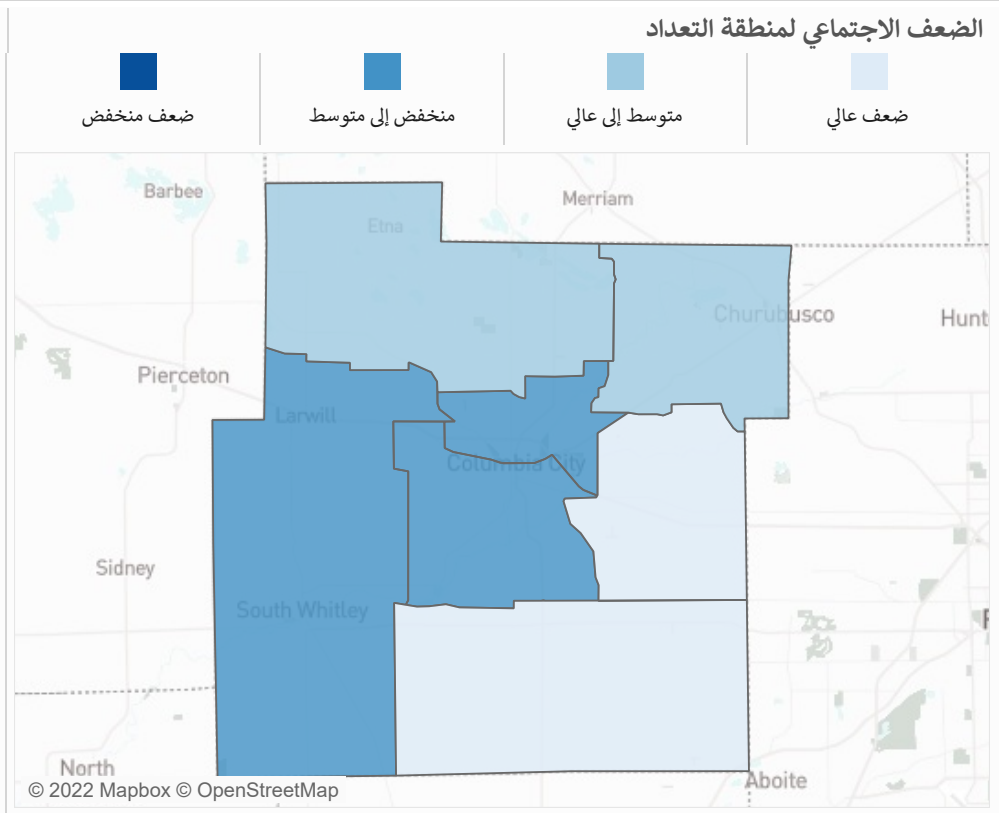 الضعف الاجتماعي لمنطقة التعداد
ضعف عالي
متوسط إلى عالي
منخفض إلى متوسط
ضعف منخفض
Barbee
Merriam
Etna
Churubusco
Hunt
Pierceton
Larwill
Columbia City
Sidney
South Whitley
North
Aboite
© 2022 Mapbox © OpenStreetMap